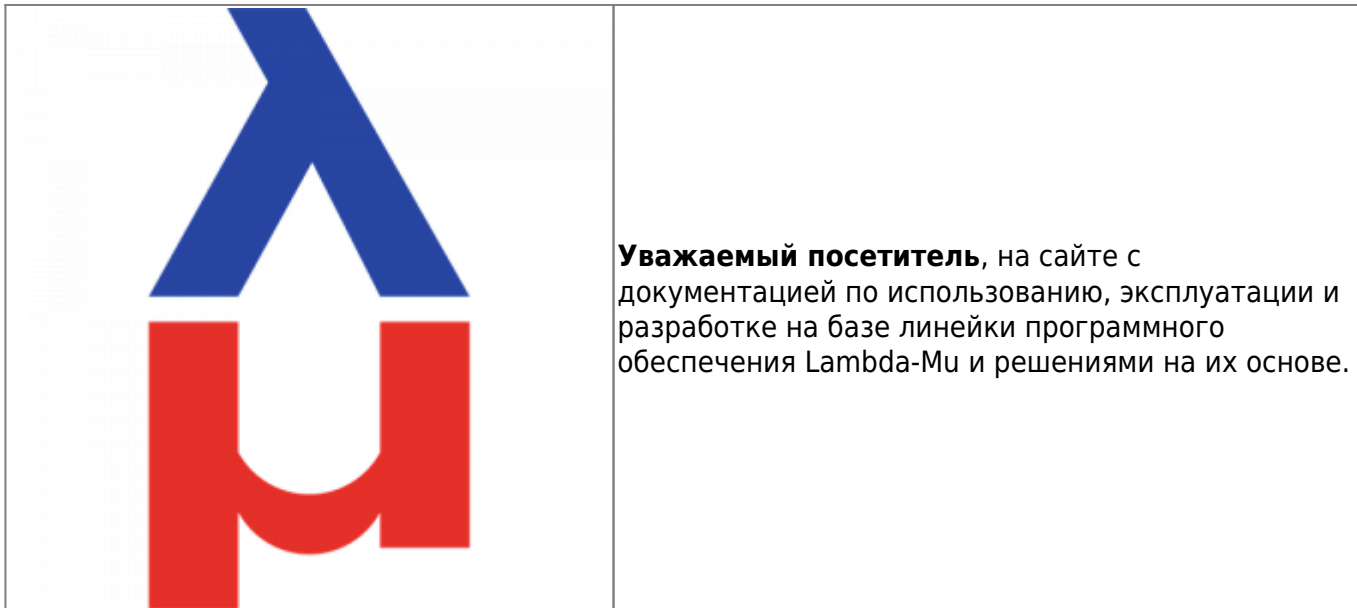 λ
μ
Уважаемый посетитель, на сайте с
документацией по использованию, эксплуатации и
разработке на базе линейки программного
обеспечения Lambda-Mu и решениями на их основе.